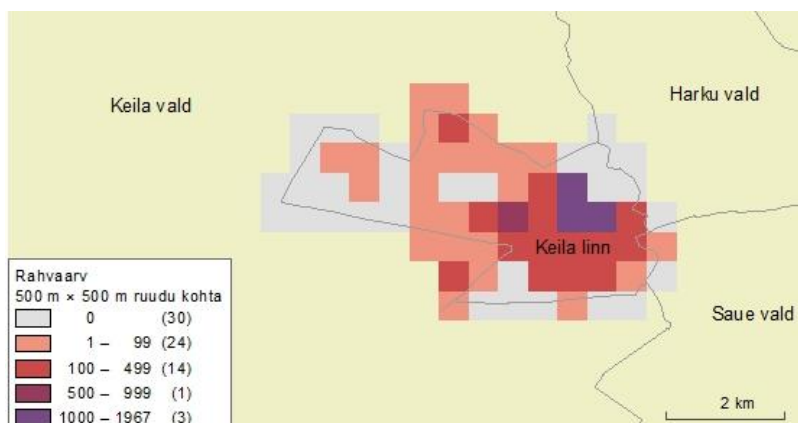 Keila vald
Harku vald
Keila linn
Saue vald
Rahvaarv
500 m × 500 m ruudu kohta
0 (30)
1 – 99 (24)
100 – 499 (14)
500 – 999 (1)
1000 – 1967 (3)
2 km